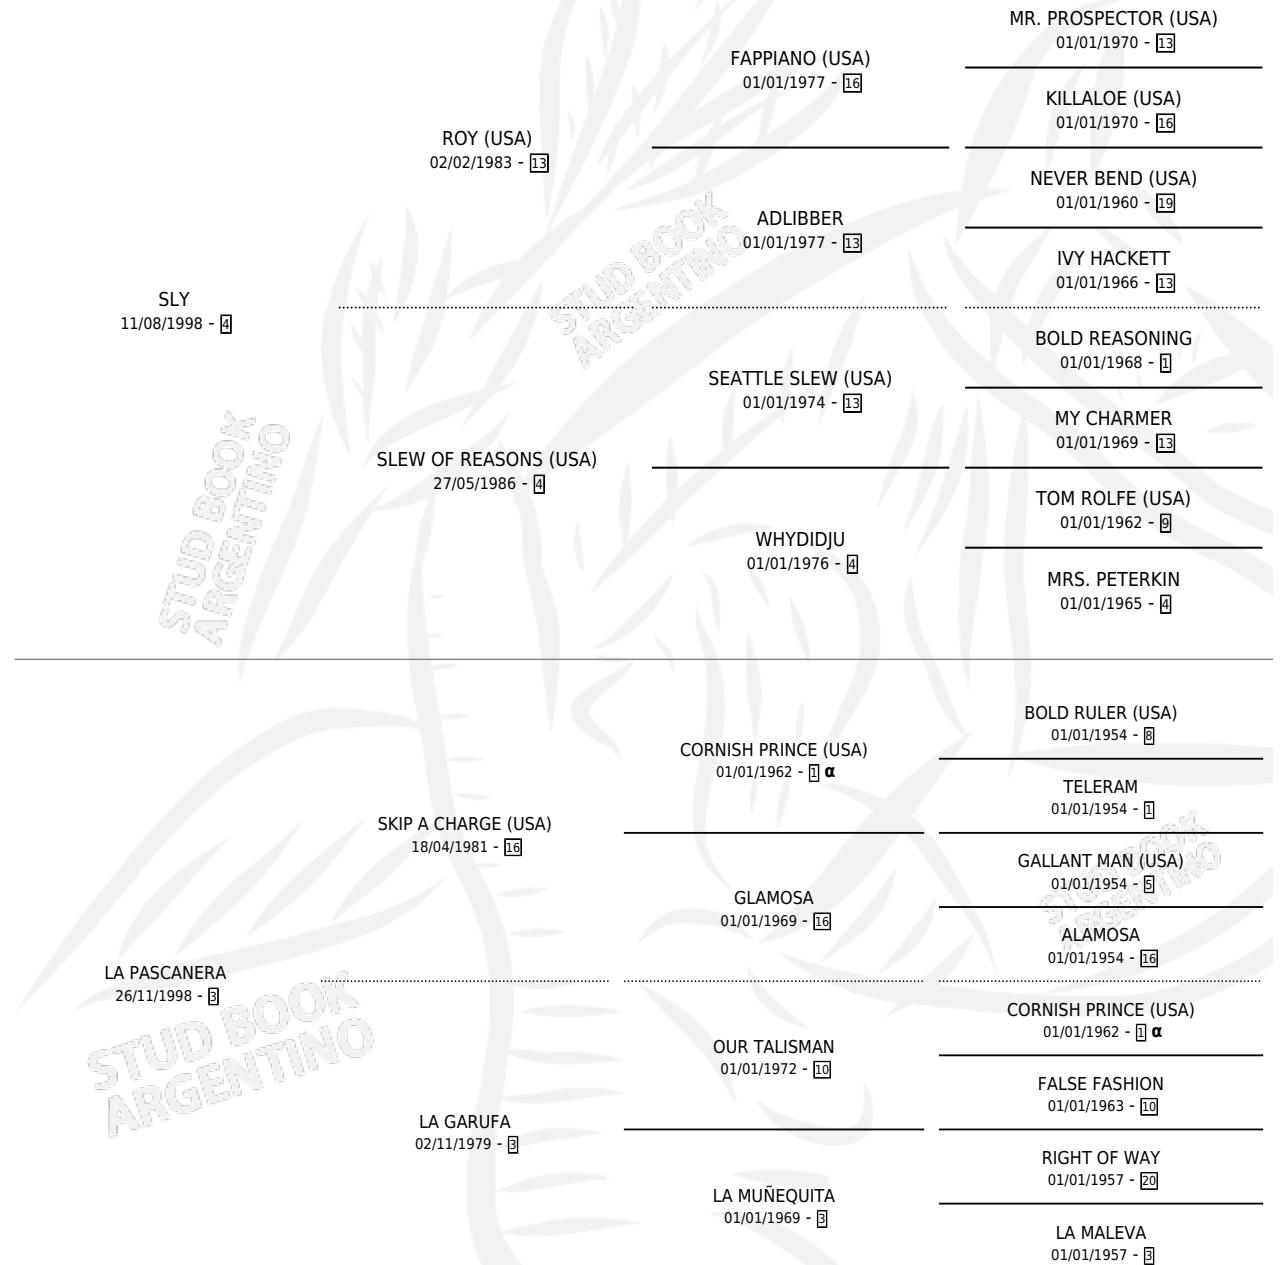 MR. PROSPECTOR (USA)
01/01/1970 - 13
FAPPIANO (USA)
01/01/1977 - 16
KILLALOE (USA)
01/01/1970 - 16
ROY (USA)
02/02/1983 - 13
NEVER BEND (USA)
01/01/1960 - 19
ADLIBBER
01/01/1977 - 13
IVY HACKETT
01/01/1966 - 13
SLY
11/08/1998 - 4
BOLD REASONING
01/01/1968 - 1
SEATTLE SLEW (USA)
01/01/1974 - 13
MY CHARMER
01/01/1969 - 13
SLEW OF REASONS (USA)
27/05/1986 - 4
TOM ROLFE (USA)
01/01/1962 - 9
WHYDIDJU
01/01/1976 - 4
MRS. PETERKIN
01/01/1965 - 4
BOLD RULER (USA)
01/01/1954 - 8
CORNISH PRINCE (USA)
01/01/1962 - 1 α
TELERAM
01/01/1954 - 1
SKIP A CHARGE (USA)
18/04/1981 - 16
GALLANT MAN (USA)
01/01/1954 - 5
GLAMOSA
01/01/1969 - 16
ALAMOSA
01/01/1954 - 16
LA PASCANERA
26/11/1998 - 3
CORNISH PRINCE (USA)
01/01/1962 - 1 α
OUR TALISMAN
01/01/1972 - 10
FALSE FASHION
01/01/1963 - 10
LA GARUFA
02/11/1979 - 3
RIGHT OF WAY
01/01/1957 - 20
LA MUÑEQUITA
01/01/1969 - 3
LA MALEVA
01/01/1957 - 3
STUD BOOK
ARGENTINO
STUD BOOK
ARGENTINO
STUD BOOK
ARGENTINO
STUD BOOK
ARGENTINO